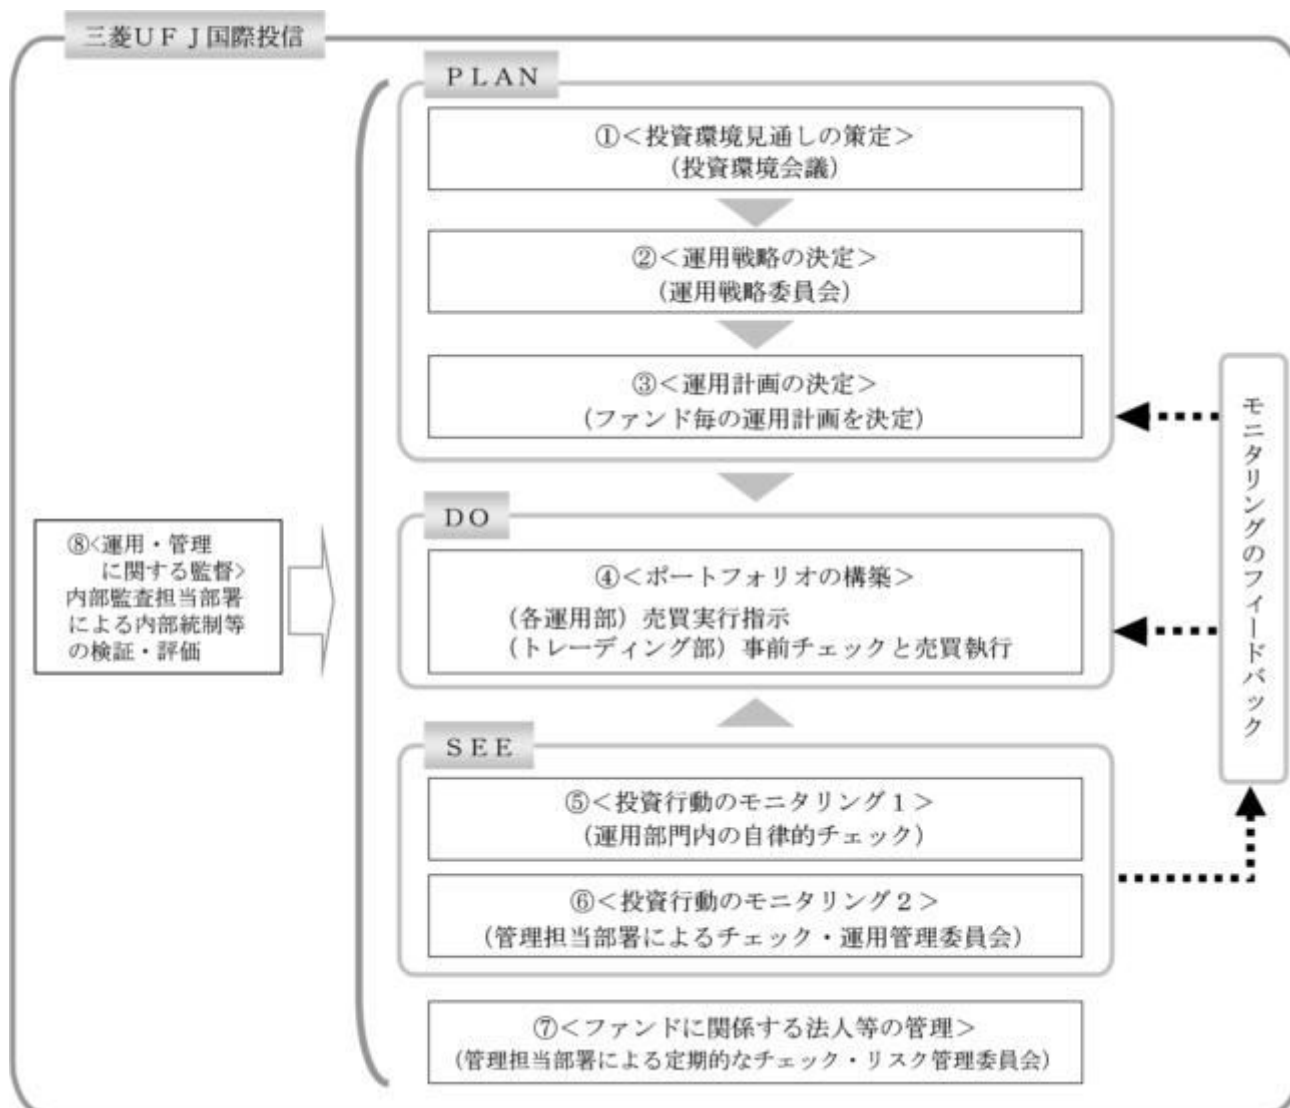 三菱ＵＦＪ国際投信
ＰＬＡＮ
①＜投資環境見通しの策定＞
（投資環境会議）
②＜運用戦略の決定＞
（運用戦略委員会）
③＜運用計画の決定＞
（ファンド毎の運用計画を決定）
ＤＯ
④＜ポートフォリオの構築＞
（各運用部）売買実行指示
（トレーディング部）事前チェックと売買執行
ＳＥＥ
⑤＜投資行動のモニタリング１＞
（運用部門内の自律的チェック）
⑥＜投資行動のモニタリング２＞
（管理担当部署によるチェック・運用管理委員会）
⑦＜ファンドに関係する法人等の管理＞
（管理担当部署による定期的なチェック・リスク管理委員会）
⑧<運用・管理
に関する監督>
内部監査担当部署
による内部統制等
の検証・評価
モニタリングのフィードバック